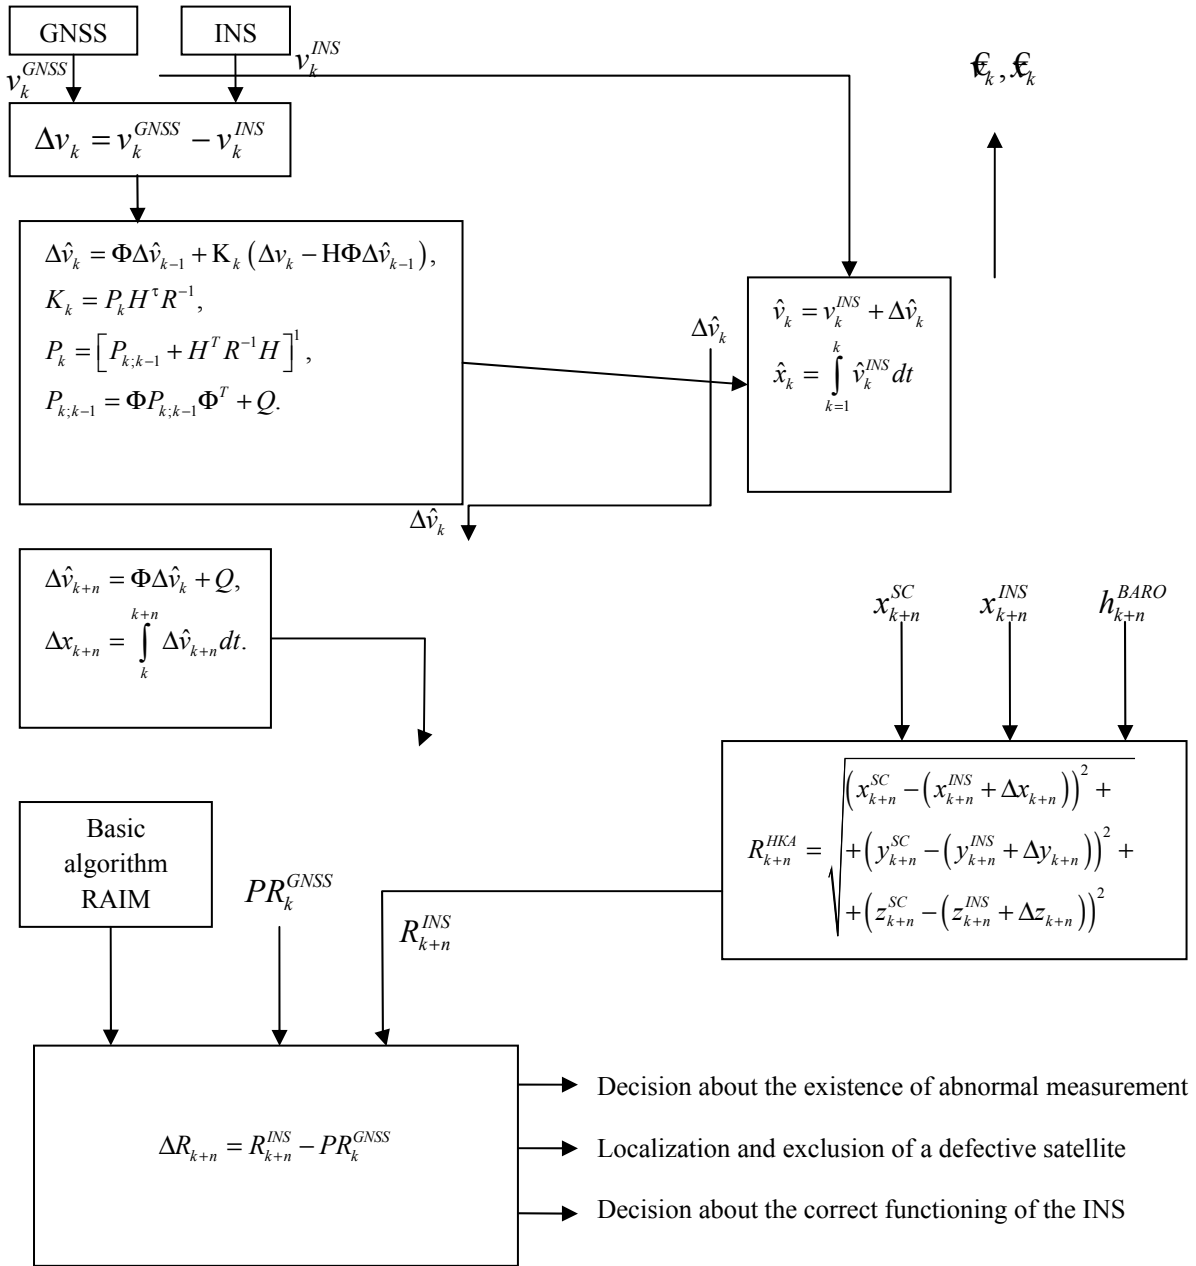 GNSS
INS
v_k^{GNSS}
v_k^{INS}
Δv_k = v_k^{GNSS} − v_k^{INS}
Δv̂_k = ΦΔv̂_{k−1} + K_k (Δv_k − HΦΔv̂_{k−1}),
K_k = P_k H^τ R^{−1},
P_k = [P_{k;k−1} + H^T R^{−1} H]^1,
P_{k;k−1} = ΦP_{k;k−1}Φ^T + Q.
Δv̂_k
v̂_k = v_k^{INS} + Δv̂_k
x̂_k = ∫_{k=1}^{k} v̂_k^{INS} dt
Δv̂_k
Δv̂_{k+n} = ΦΔv̂_k + Q,
Δx_{k+n} = ∫_k^{k+n} Δv̂_{k+n} dt.
x_{k+n}^{SC}
x_{k+n}^{INS}
h_{k+n}^{BARO}
R_{k+n}^{HKA} = √
(x_{k+n}^{SC} − (x_{k+n}^{INS} + Δx_{k+n}))^2 +
+ (y_{k+n}^{SC} − (y_{k+n}^{INS} + Δy_{k+n}))^2 +
+ (z_{k+n}^{SC} − (z_{k+n}^{INS} + Δz_{k+n}))^2
Basic
algorithm
RAIM
PR_k^{GNSS}
R_{k+n}^{INS}
ΔR_{k+n} = R_{k+n}^{INS} − PR_k^{GNSS}
Decision about the existence of abnormal measurement
Localization and exclusion of a defective satellite
Decision about the correct functioning of the INS